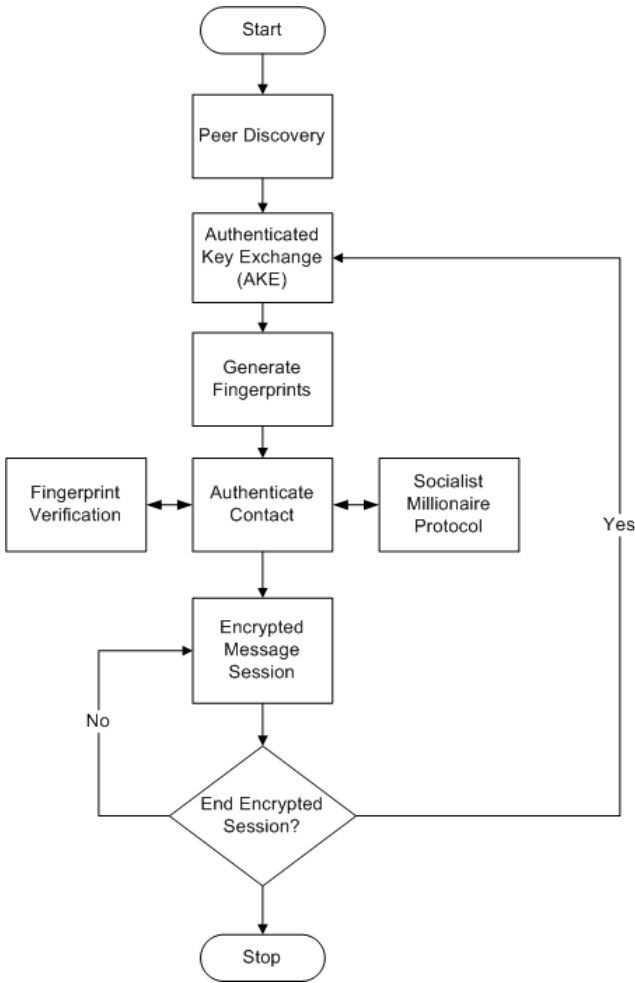 Start
Peer Discovery
Authenticated
Key Exchange
(AKE)
Generate
Fingerprints
Fingerprint
Verification
Authenticate
Contact
Socialist
Millionaire
Protocol
Yes
Encrypted
Message
Session
No
End Encrypted
Session?
Stop